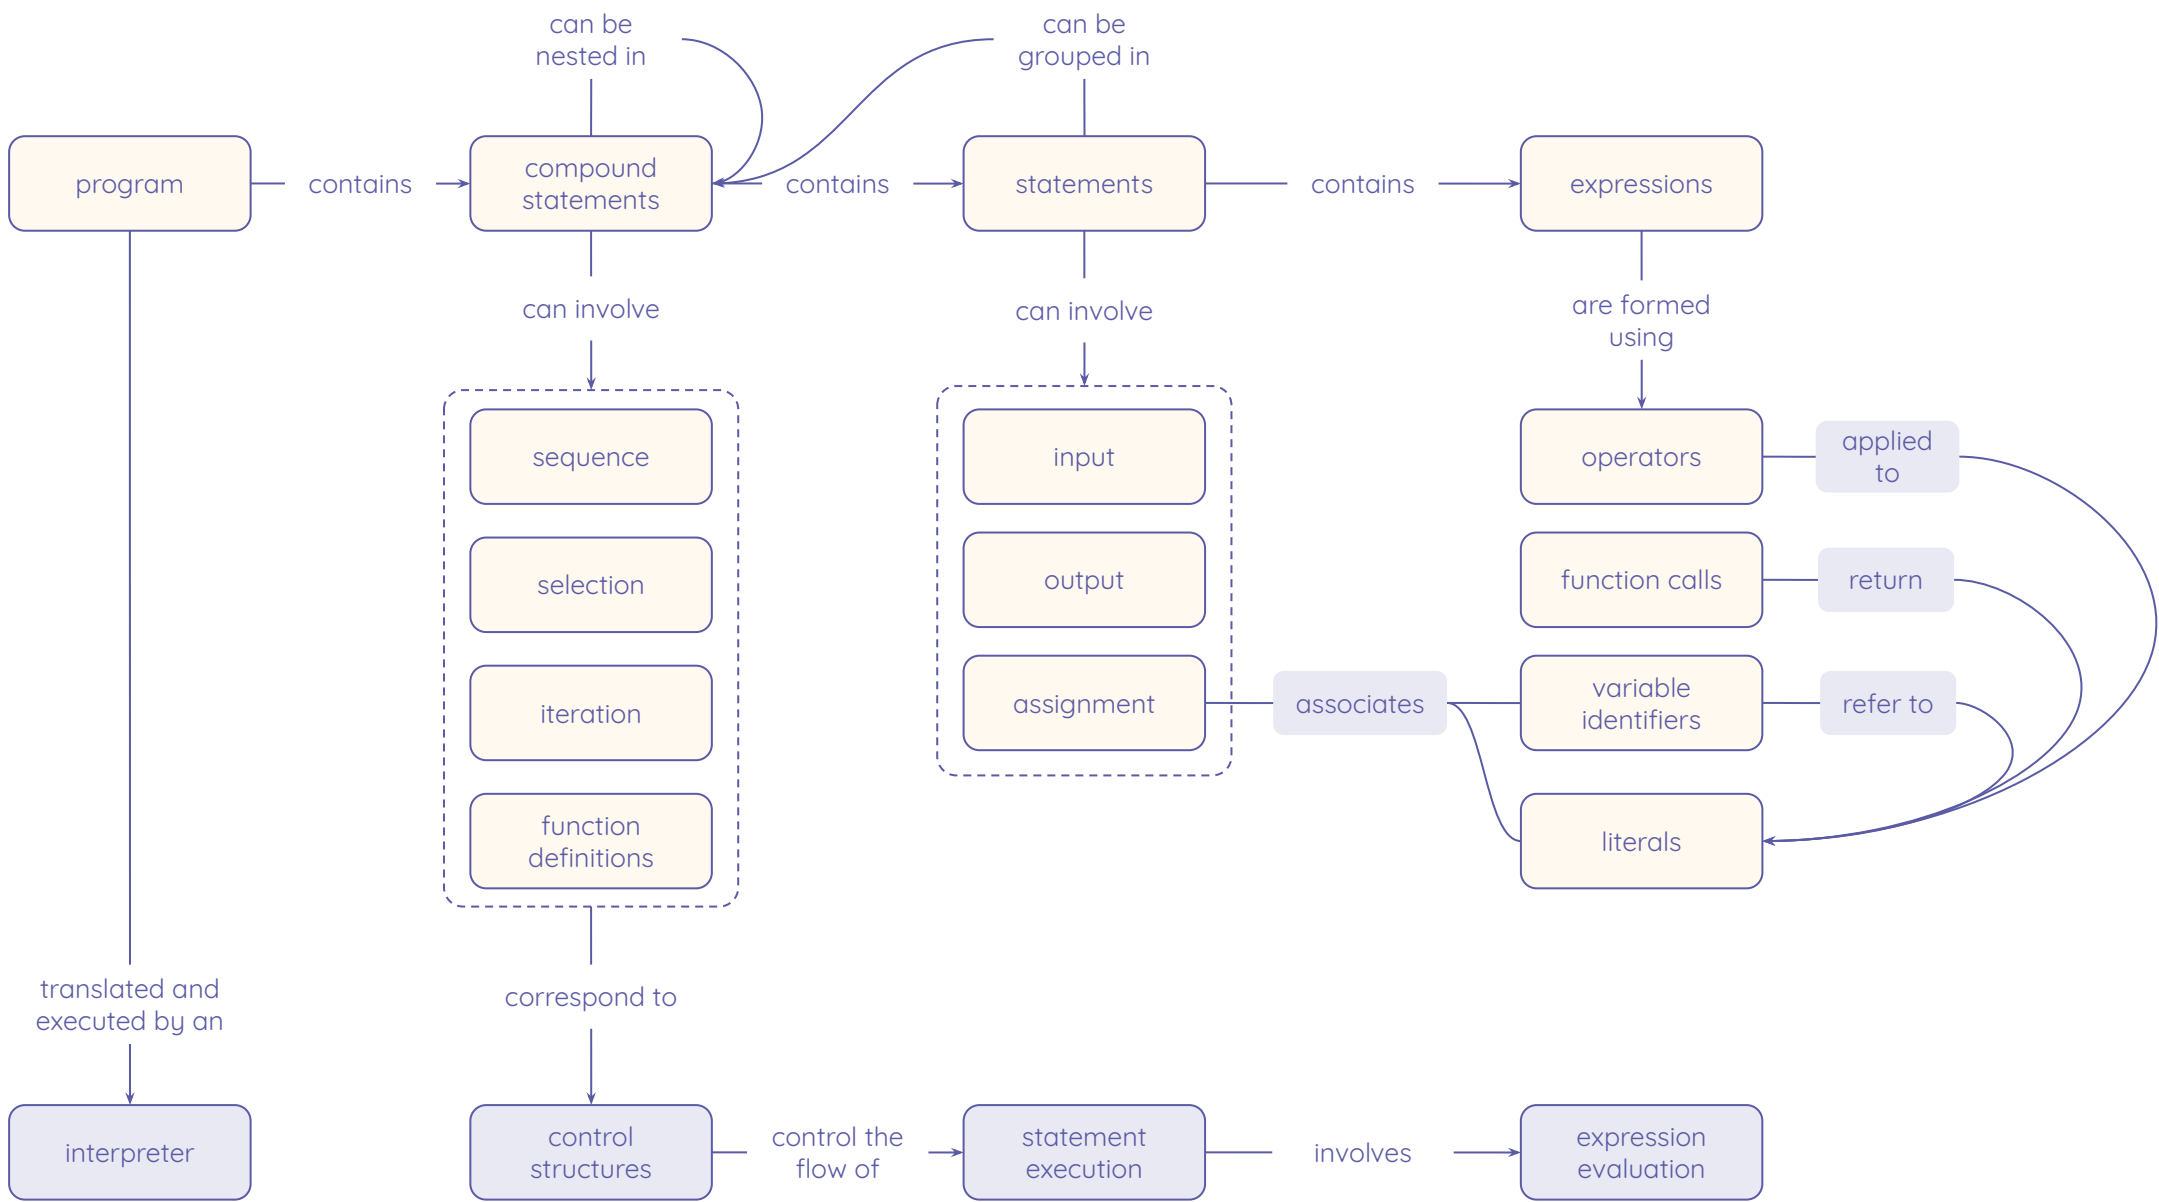 can be
nested in
can be
grouped in
program
contains
compound
statements
contains
statements
contains
expressions
can involve
can involve
are formed
using
sequence
input
operators
applied
to
selection
output
function calls
return
iteration
assignment
associates
variable
identifiers
refer to
function
definitions
literals
translated and
executed by an
correspond to
interpreter
control
structures
control the
flow of
statement
execution
involves
expression
evaluation